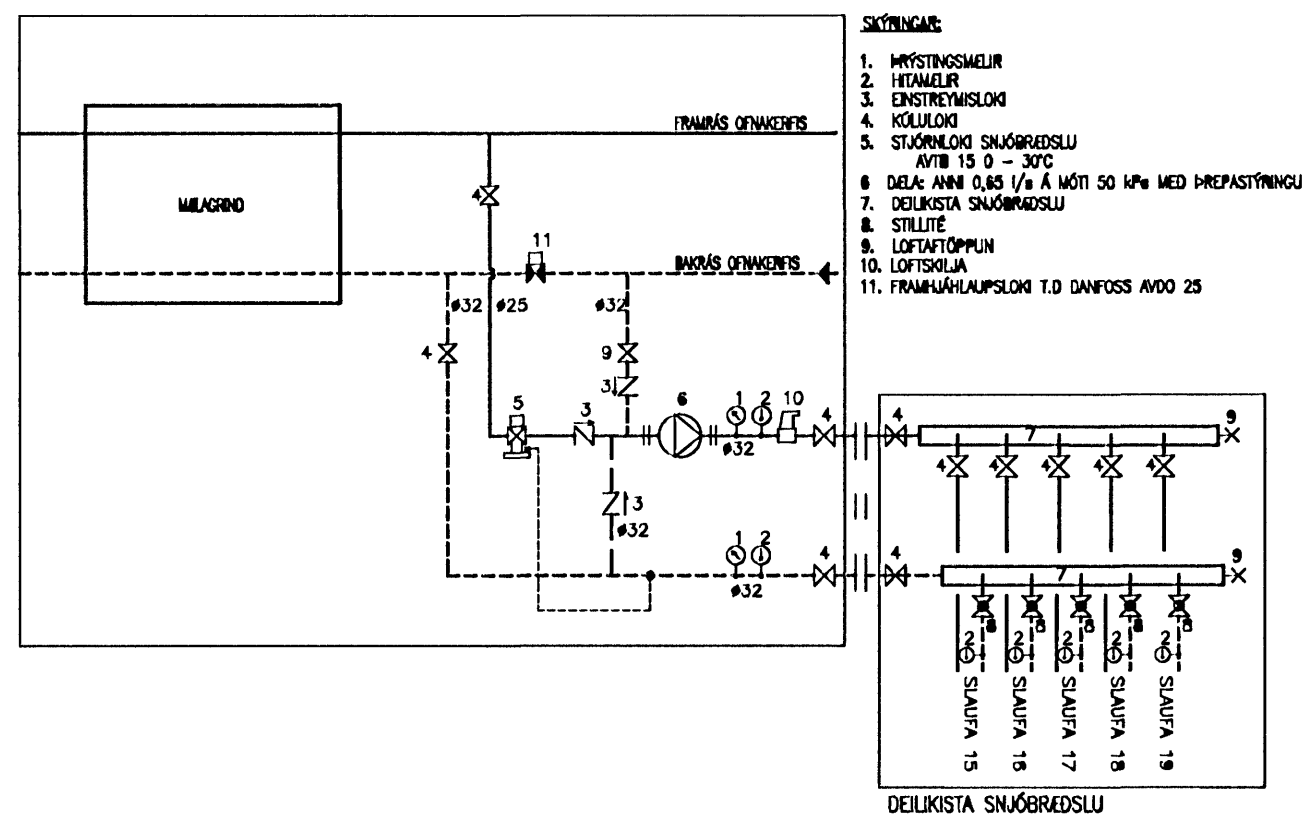 SKÝRINGAR:
1. ÞRÝSTINGSMÆLIR
2. HITAMÆLIR
3. EINSTREYMISLOKI
4. KÚLULOKI
5. STJÓRNLOKI SNJÓBRÆÐSLU
AVTB 15 0 - 30°C
6 DÆLA: ANNI 0,65 l/s Á MÓTI 50 kPa MED ÞREPASTÝRINGU
7. DEILIKISTA SNJÓBRÆÐSLU
8. STILLITÉ
9. LOFTAFTÖPPUN
10. LOFTSKILJA
11. FRAMHJÁHLAUPSLOKI T.D DANFOSS AVDO 25
FRAMRÁS OFNAKERFIS
MÆLAGRIND
4
11
BAKRÁS OFNAKERFIS
ø32 ø25 ø32
4 9
3
5 3 6 1 2 10 4 4 9
7
ø32
4 4 4 4 4
3
ø32
1 2 4 4 9
7
ø32
8 8 8 8 8
2 2 2 2 2
SLAUFA 15
SLAUFA 16
SLAUFA 17
SLAUFA 18
SLAUFA 19
DEILIKISTA SNJÓBRÆDSLU